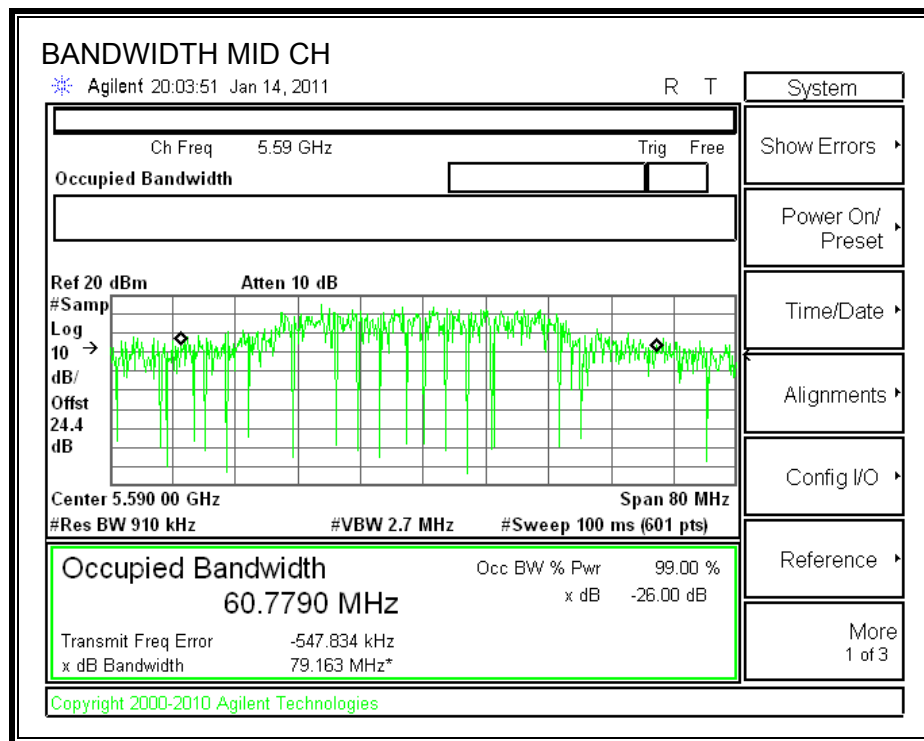 BANDWIDTH MID CH
Agilent 20:03:51 Jan 14, 2011 R T
System
Ch Freq 5.59 GHz Trig Free
Show Errors
Occupied Bandwidth
Power On/
Preset
Ref 20 dBm Atten 10 dB
#Samp
Log
10
dB/
Offst
24.4
dB
Time/Date
Alignments
Center 5.590 00 GHz Span 80 MHz
#Res BW 910 kHz #VBW 2.7 MHz #Sweep 100 ms (601 pts)
Config I/O
Occupied Bandwidth Occ BW % Pwr 99.00 %
60.7790 MHz x dB -26.00 dB
Reference
Transmit Freq Error -547.834 kHz
x dB Bandwidth 79.163 MHz*
More
1 of 3
Copyright 2000-2010 Agilent Technologies